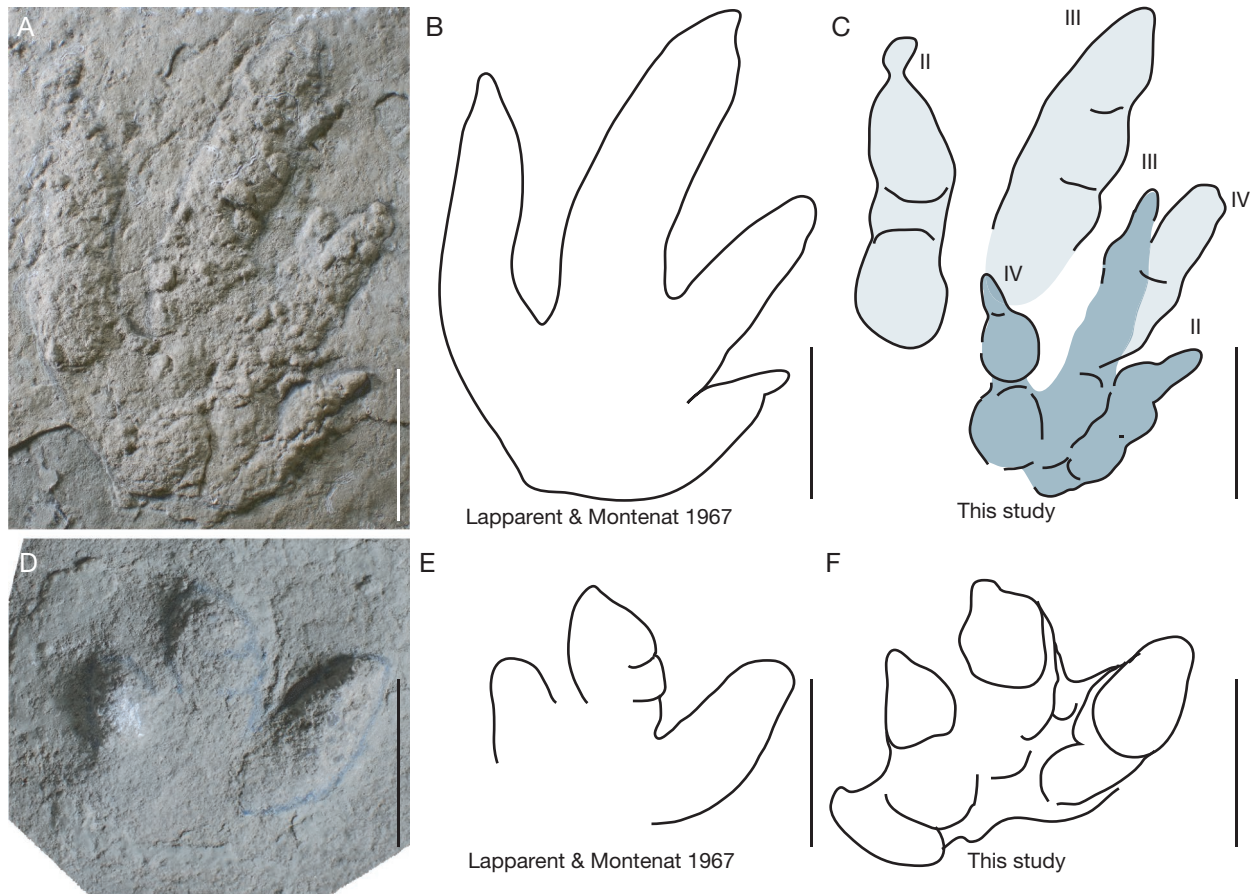 A
B
C
II
III
III
IV
IV
II
Lapparent & Montenat 1967
This study
D
E
F
Lapparent & Montenat 1967
This study